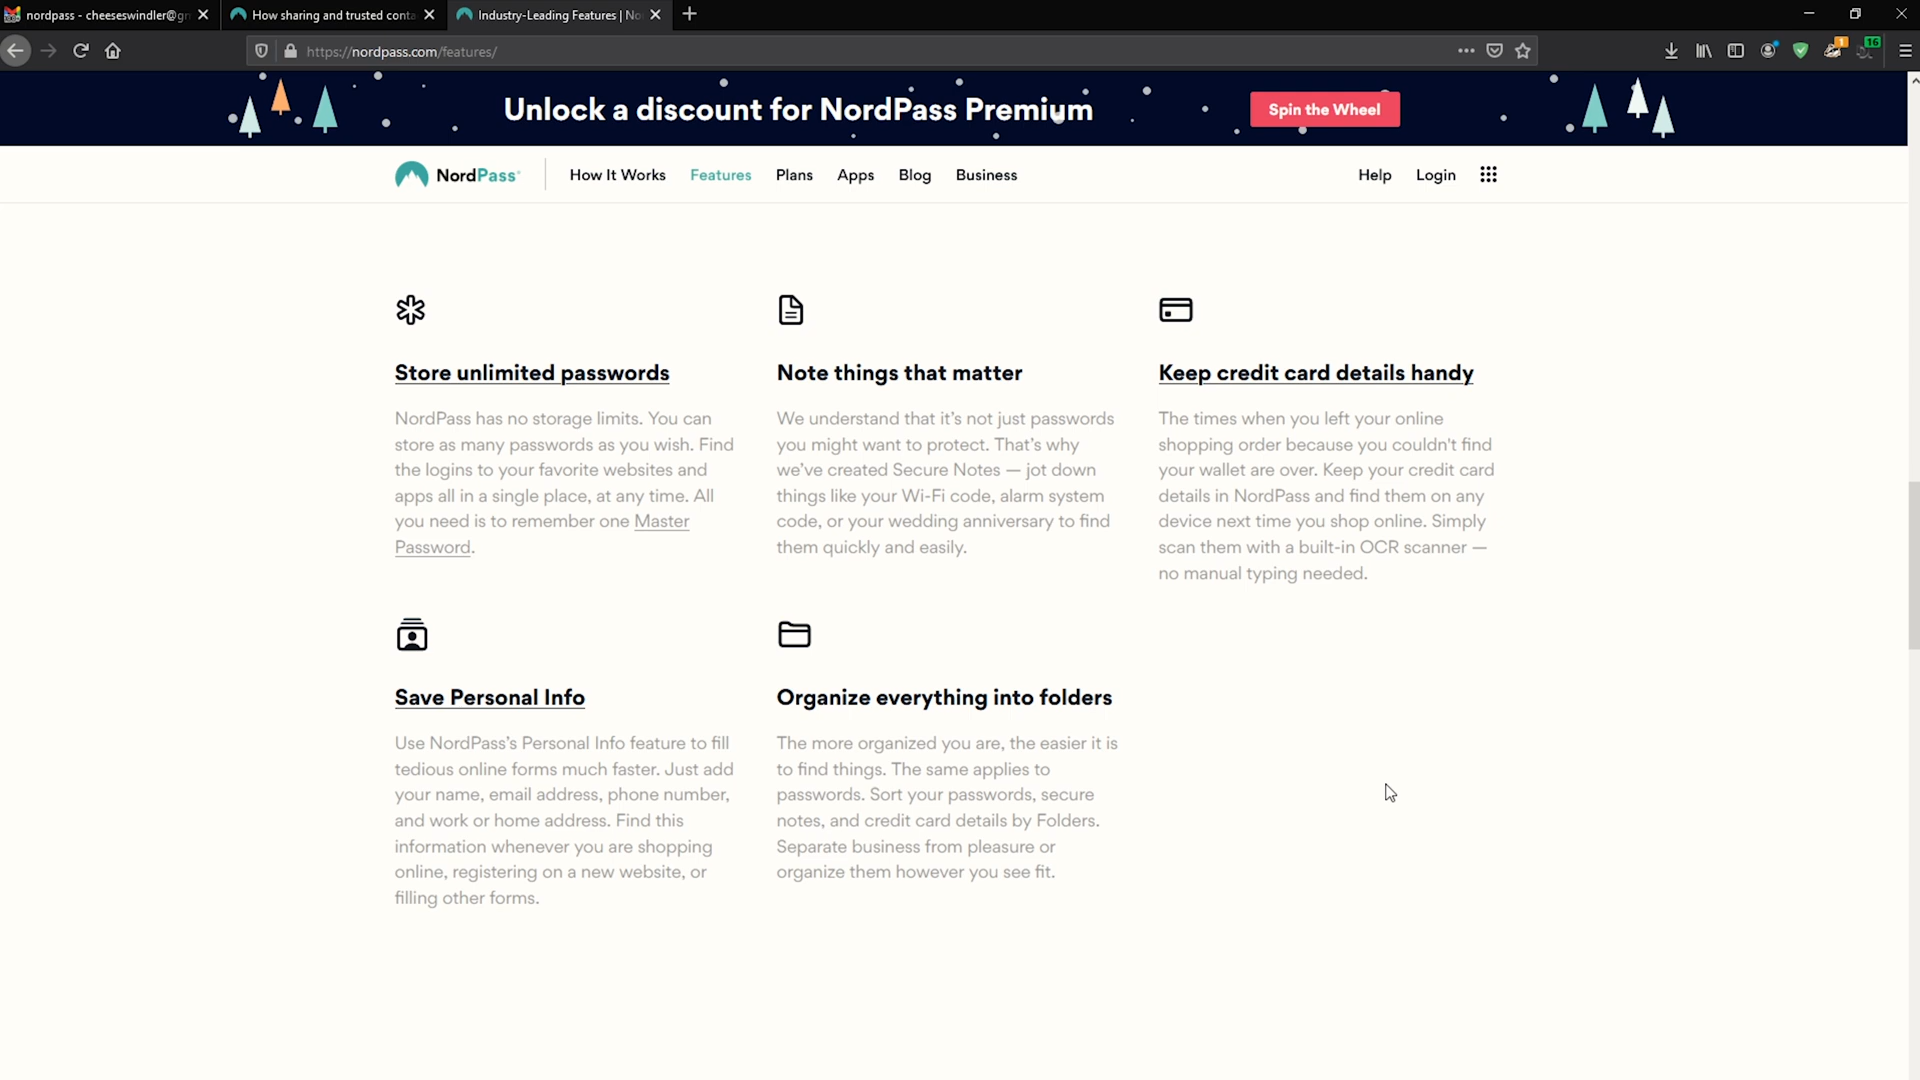 nordpass - cheeseswindler@gm
How sharing and trusted conta
Industry-Leading Features | No
https://nordpass.com/features/
1
16
Unlock a discount for NordPass Premium
Spin the Wheel
NordPass
How It Works
Features
Plans
Apps
Blog
Business
Help
Login
Store unlimited passwords
NordPass has no storage limits. You can
store as many passwords as you wish. Find
the logins to your favorite websites and
apps all in a single place, at any time. All
you need is to remember one Master
Password.
Note things that matter
We understand that it's not just passwords
you might want to protect. That's why
we've created Secure Notes — jot down
things like your Wi-Fi code, alarm system
code, or your wedding anniversary to find
them quickly and easily.
Keep credit card details handy
The times when you left your online
shopping order because you couldn't find
your wallet are over. Keep your credit card
details in NordPass and find them on any
device next time you shop online. Simply
scan them with a built-in OCR scanner —
no manual typing needed.
Save Personal Info
Use NordPass's Personal Info feature to fill
tedious online forms much faster. Just add
your name, email address, phone number,
and work or home address. Find this
information whenever you are shopping
online, registering on a new website, or
filling other forms.
Organize everything into folders
The more organized you are, the easier it is
to find things. The same applies to
passwords. Sort your passwords, secure
notes, and credit card details by Folders.
Separate business from pleasure or
organize them however you see fit.